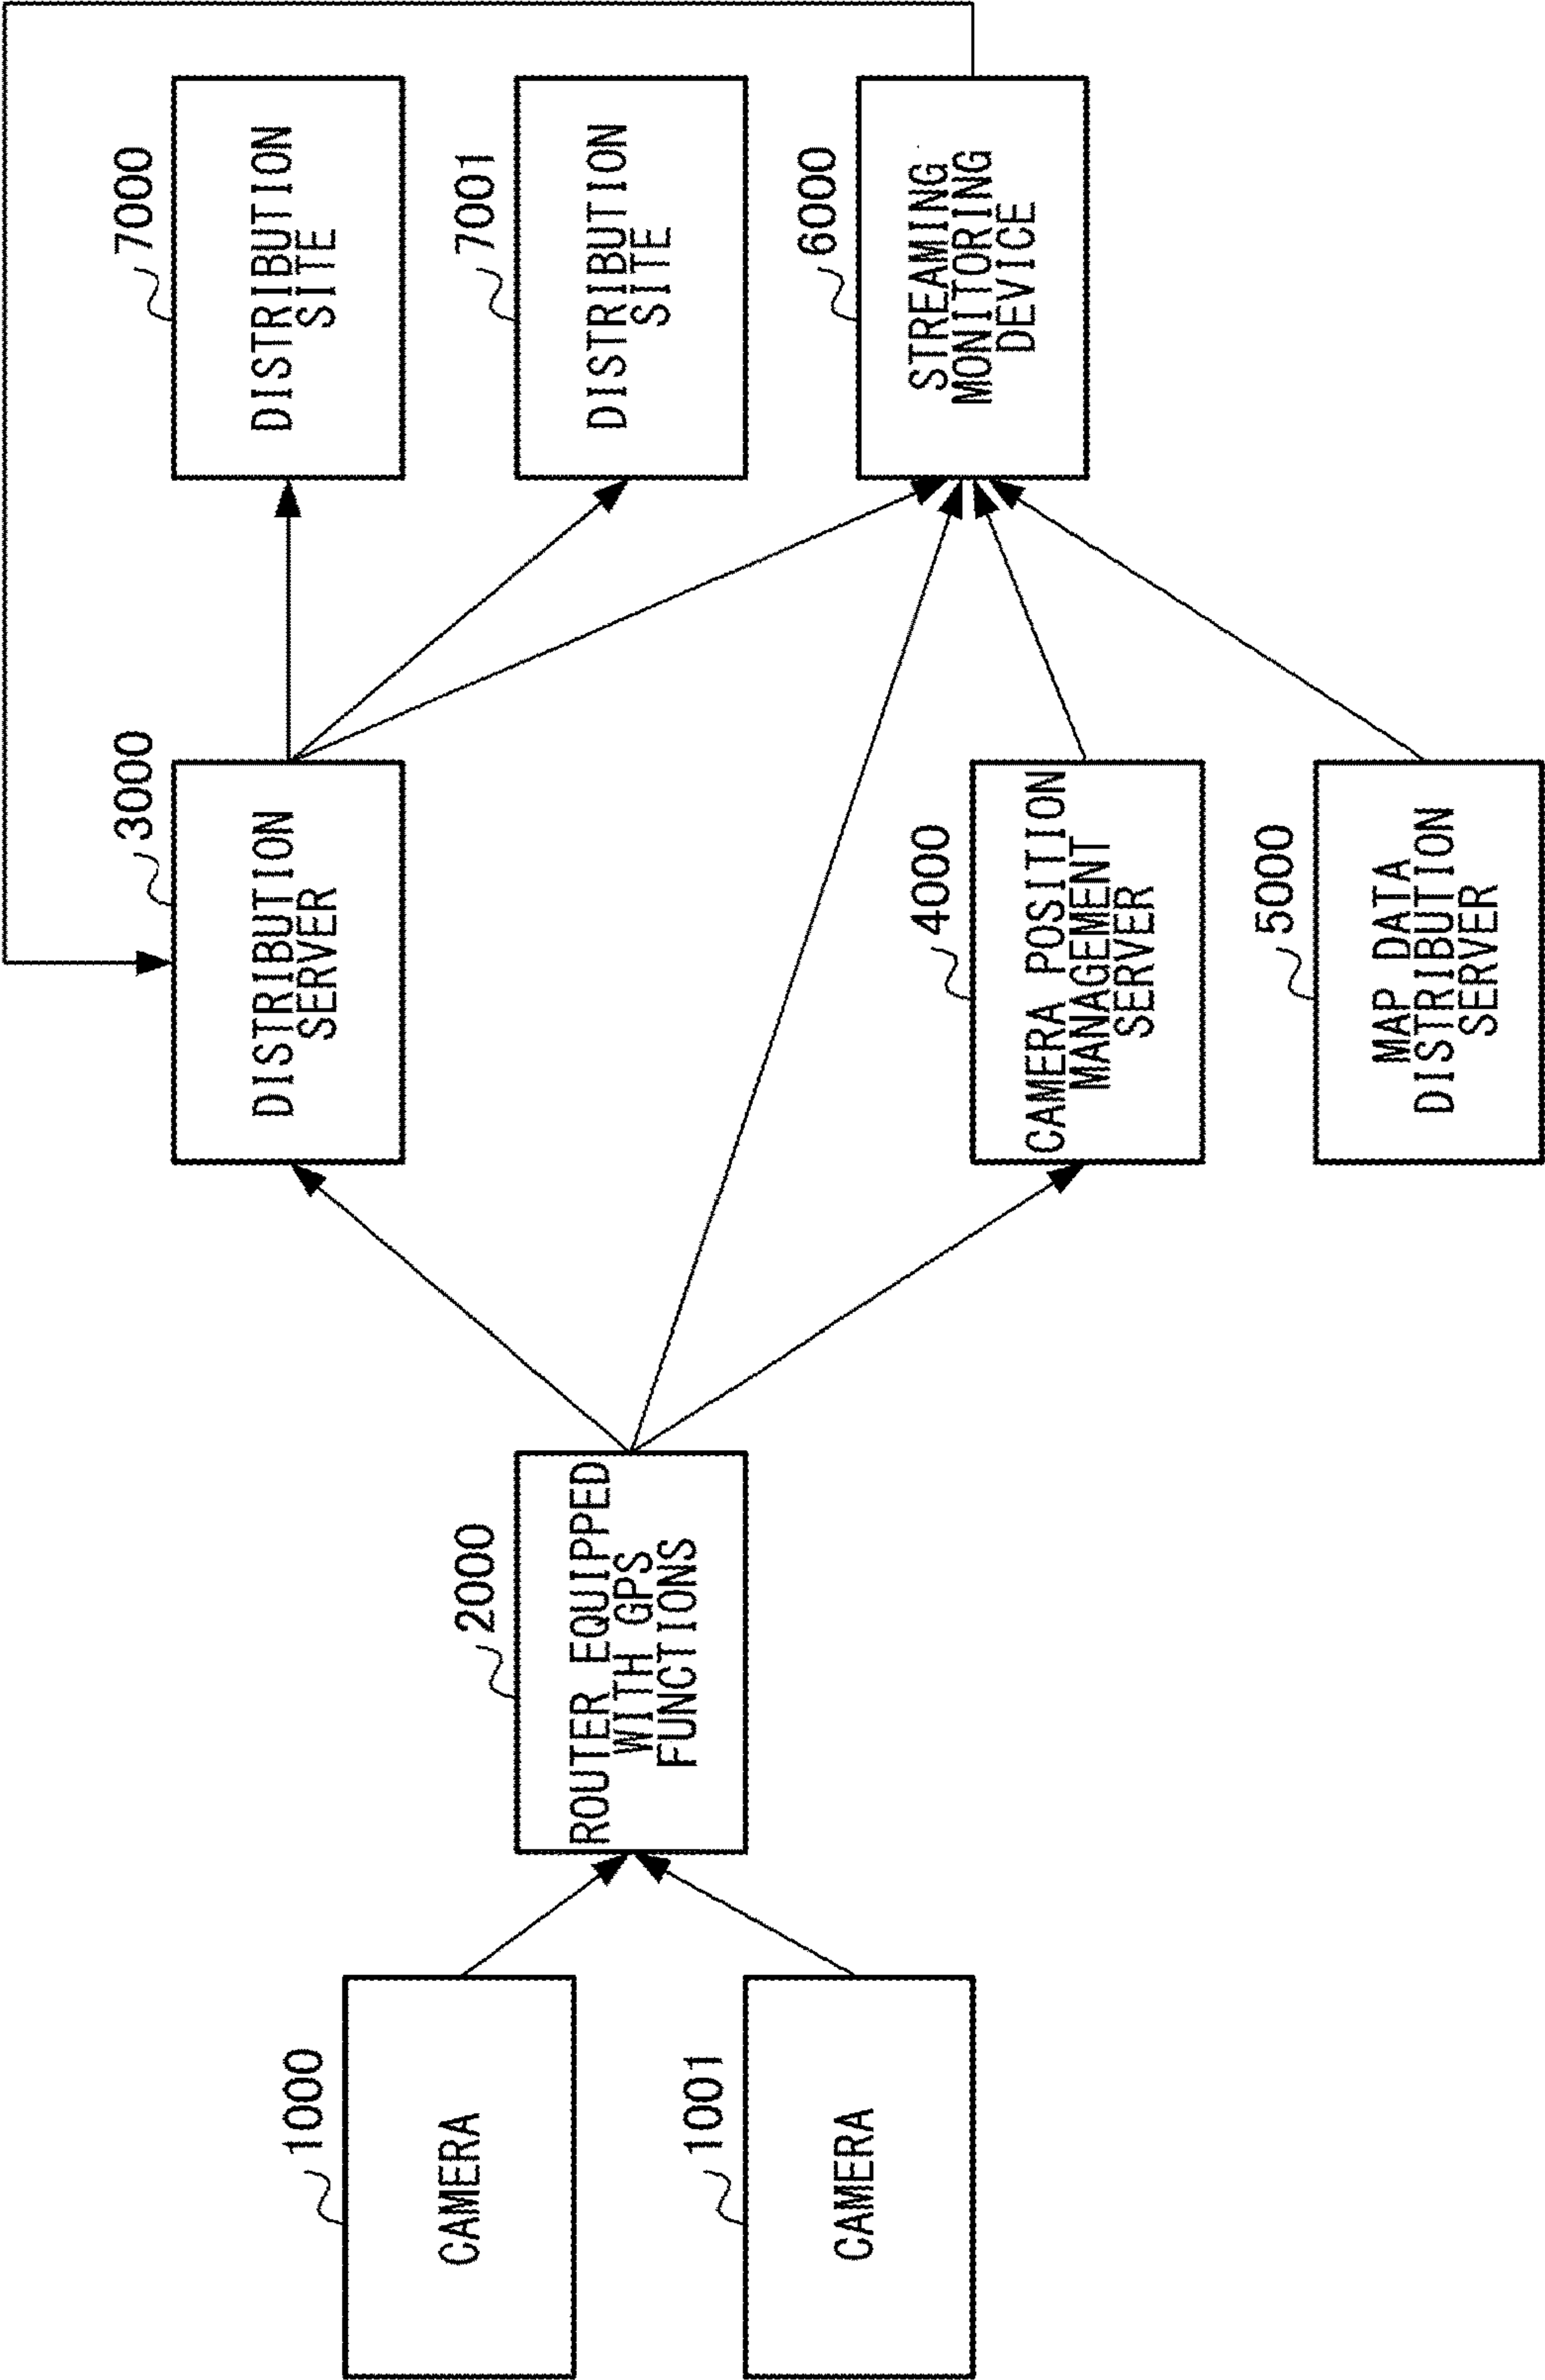 1000
CAMERA
1001
CAMERA
2000
ROUTER EQUIPPED
WITH GPS
FUNCTIONS
3000
DISTRIBUTION
SERVER
4000
CAMERA POSITION
MANAGEMENT
SERVER
5000
MAP DATA
DISTRIBUTION
SERVER
7000
DISTRIBUTION
SITE
7001
DISTRIBUTION
SITE
6000
STREAMING
MONITORING
DEVICE